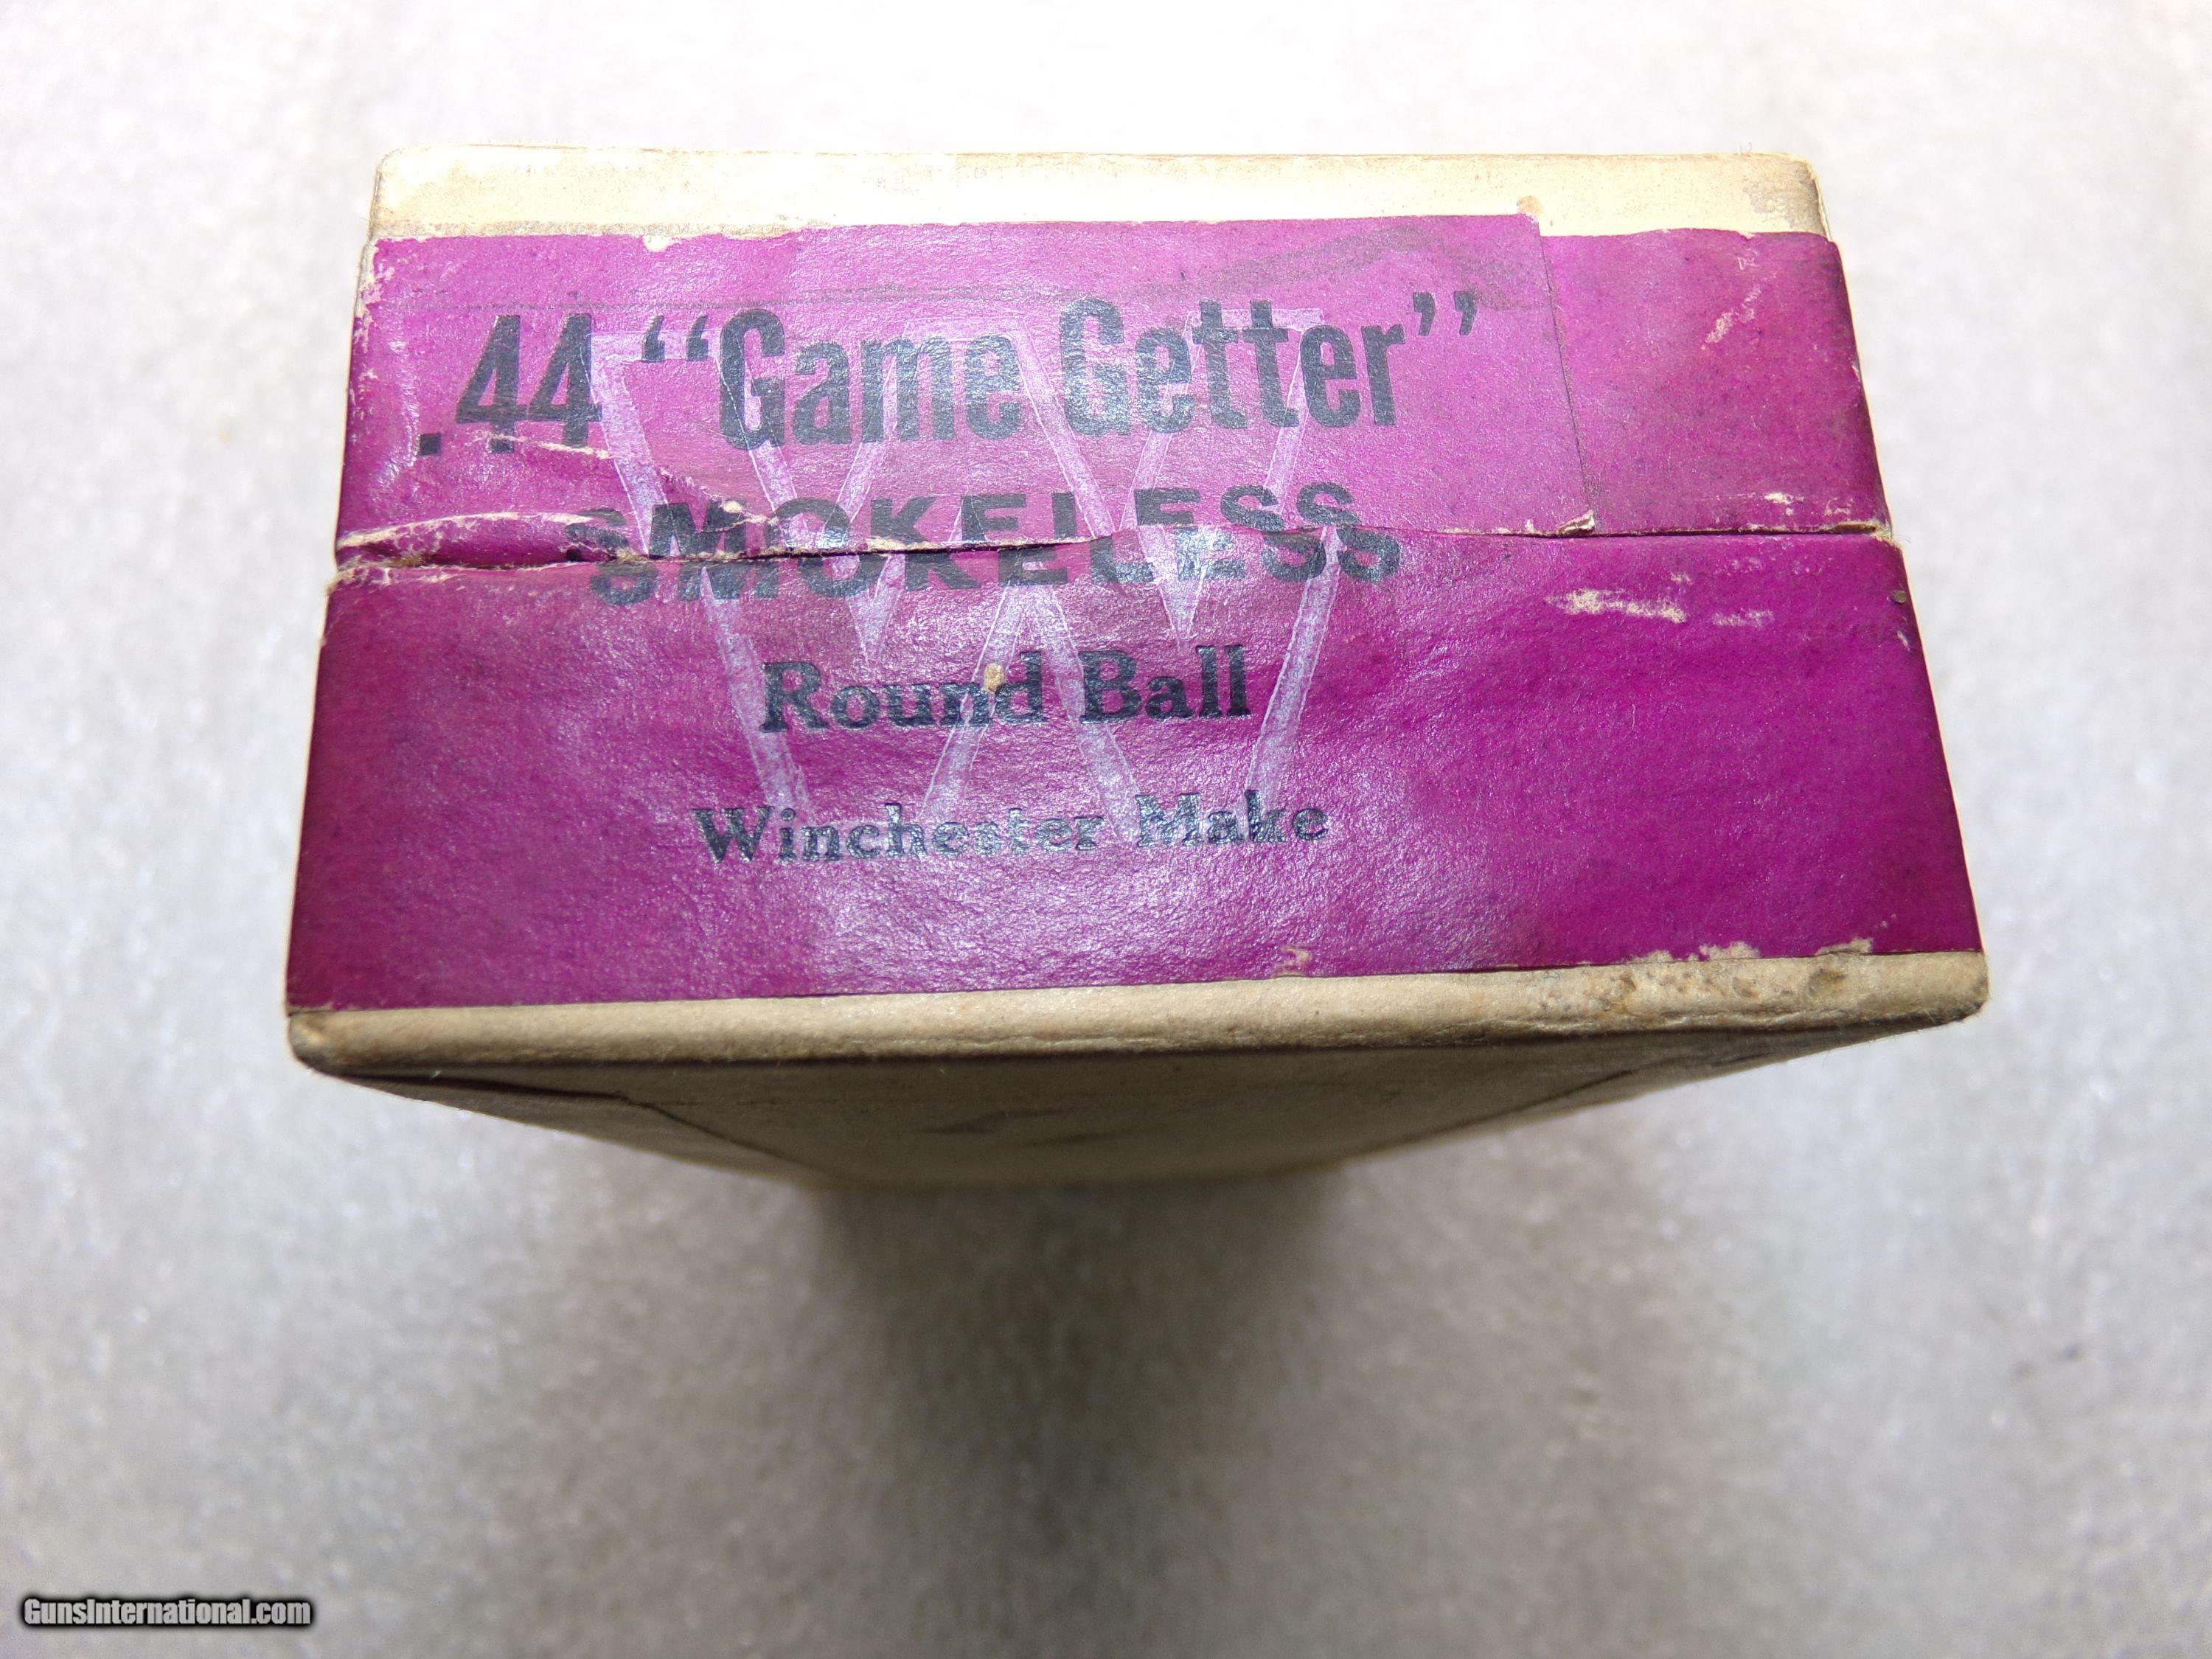 .44 “Game Getter”
SMOKELESS
Round Ball
Winchester Make
W
GunsInternational.com